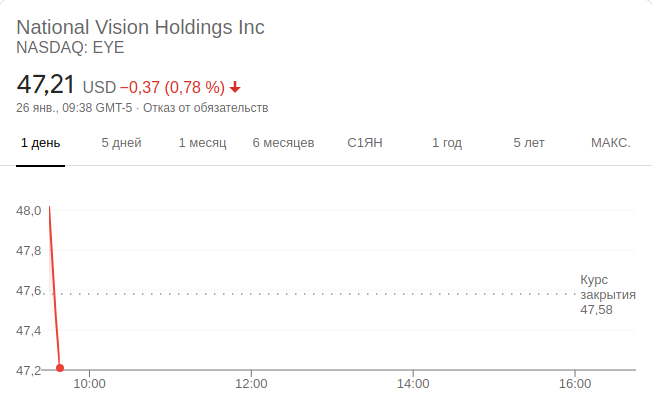 National Vision Holdings Inc
NASDAQ: EYE
47,21 USD −0,37 (0,78 %)
26 янв., 09:38 GMT-5 · Отказ от обязательств
1 день 5 дней 1 месяц 6 месяцев С1ЯН 1 год 5 лет МАКС.
48,0
47,8
47,6
47,4
47,2
Курс
закрытия
47,58
10:00 12:00 14:00 16:00